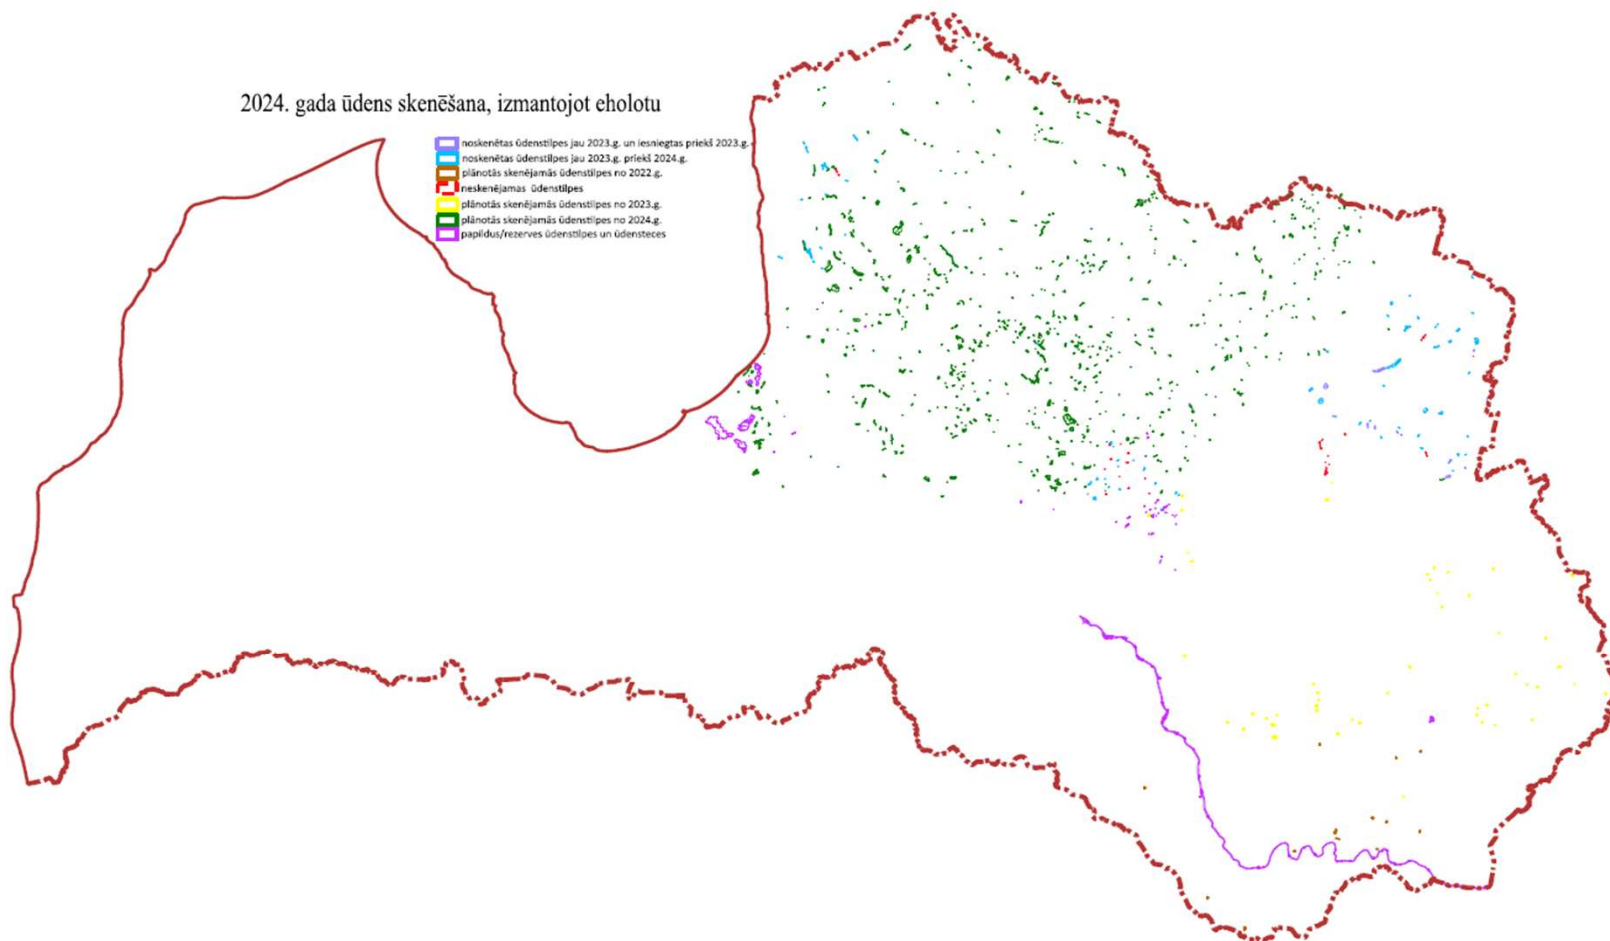 2024. gada ūdens skenēšana, izmantojot eholotu
noskenētas ūdenstilpes jau 2023.g. un iesniegtas priekš 2023.g.
noskenētas ūdenstilpes jau 2023.g. priekš 2024.g.
plānotās skenējamās ūdenstilpes no 2022.g.
neskenējamas ūdenstilpes
plānotās skenējamās ūdenstilpes no 2023.g.
plānotās skenējamās ūdenstilpes no 2024.g.
papildus/rezerves ūdenstilpes un ūdensteces